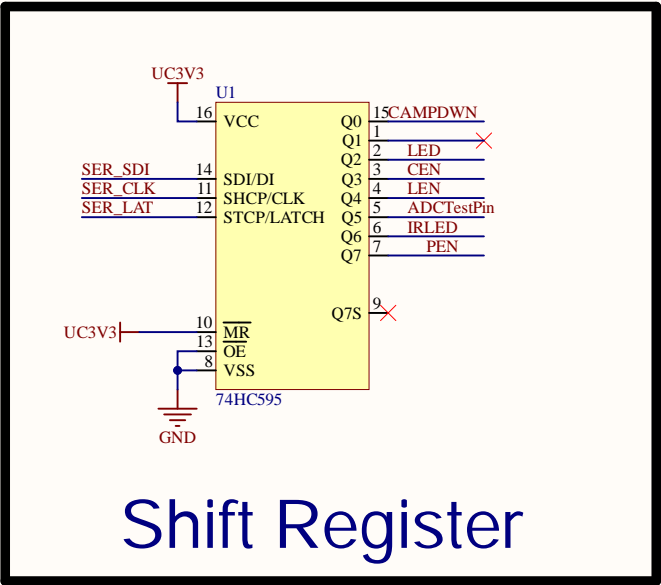 UC3V3
U1
16 VCC
Q0 15 CAMPDWN
Q1 1
Q2 2 LED
SER_SDI 14 SDI/DI
Q3 3 CEN
SER_CLK 11 SHCP/CLK
Q4 4 LEN
SER_LAT 12 STCP/LATCH
Q5 5 ADCTestPin
Q6 6 IRLED
Q7 7 PEN
Q7S 9
UC3V3 10 MR
13 OE
8 VSS
74HC595
GND
Shift Register